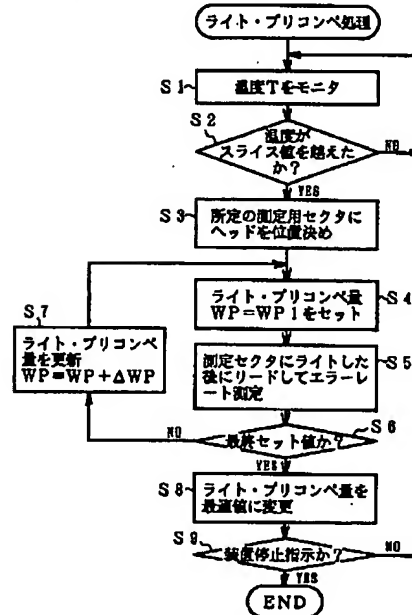 ライト・プリコンペ処理
S1
温度Tをモニタ
S2
温度が
スライス値を越えた
か？
NO
YES
S3
所定の測定用セクタに
ヘッドを位置決め
S7
ライト・プリコンペ
量を更新
WP=WP+ΔWP
ライト・プリコンペ量
WP=WP1をセット
S4
測定セクタにライトした
後にリードしてエラーレ
ート測定
S5
S6
NO
最終セット値か？
YES
S8
ライト・プリコンペ量を
最適値に変更
S9
装置停止指示か？
NO
YES
END